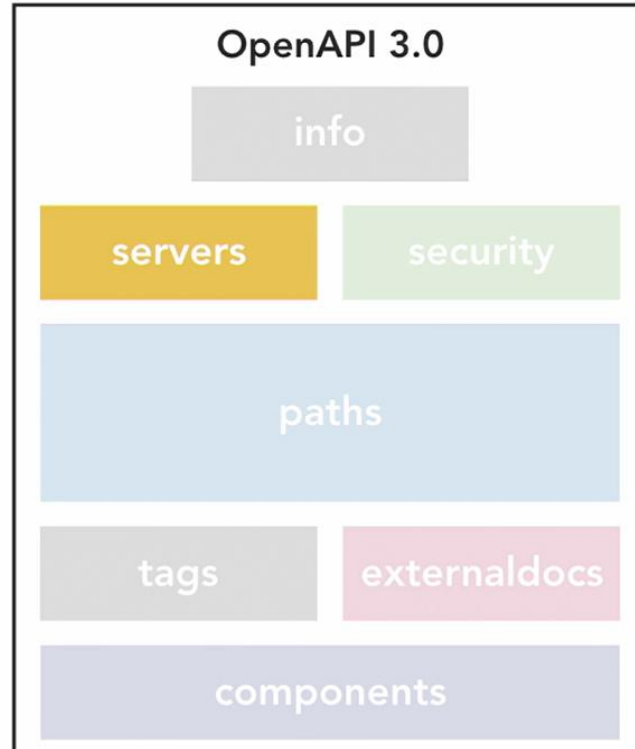 OpenAPI 3.0
info
servers security
paths
tags externaldocs
components